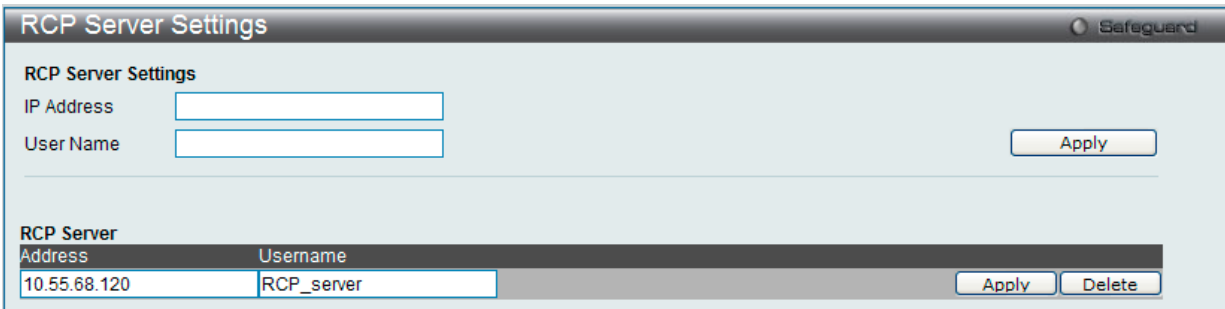 RCP Server Settings Safeguard
RCP Server Settings
IP Address
User Name Apply
RCP Server
Address Username
10.55.68.120 RCP_server Apply Delete